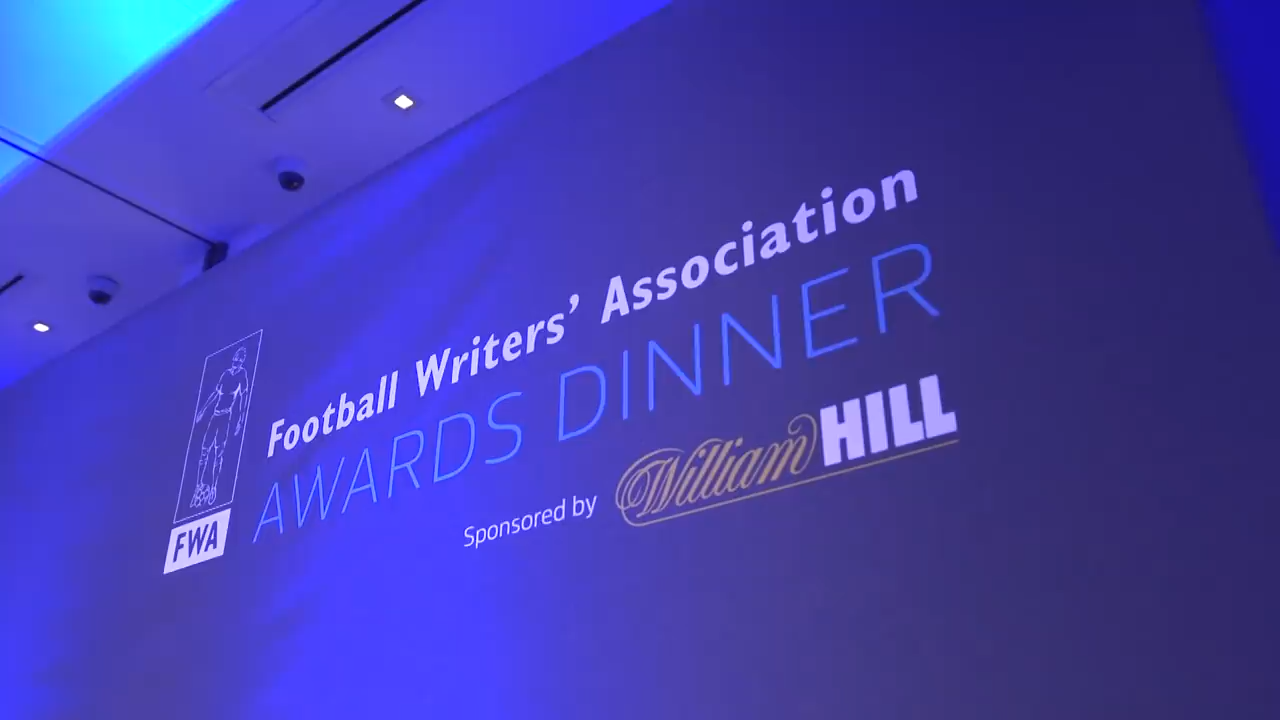 Football Writers' Association
AWARDS DINNER
FWA
Sponsored by William HILL